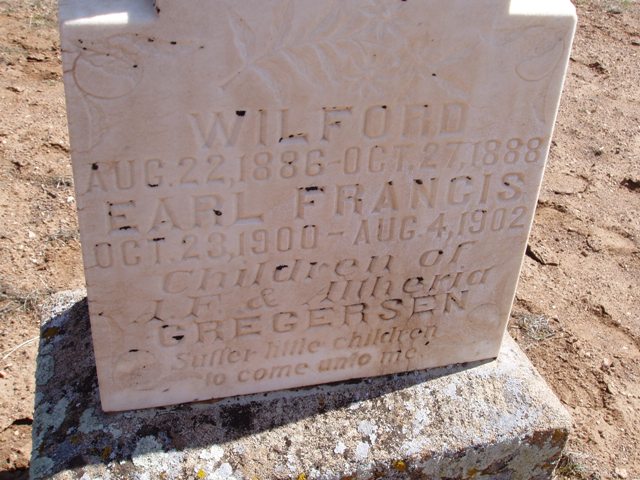 WILFORD
AUG. 22, 1886 - OCT. 27, 1888
EARL FRANCIS
OCT. 23, 1900 - AUG. 4, 1902
Children of
J. F. & Altheria
GREGERSEN
Suffer little children
to come unto me.